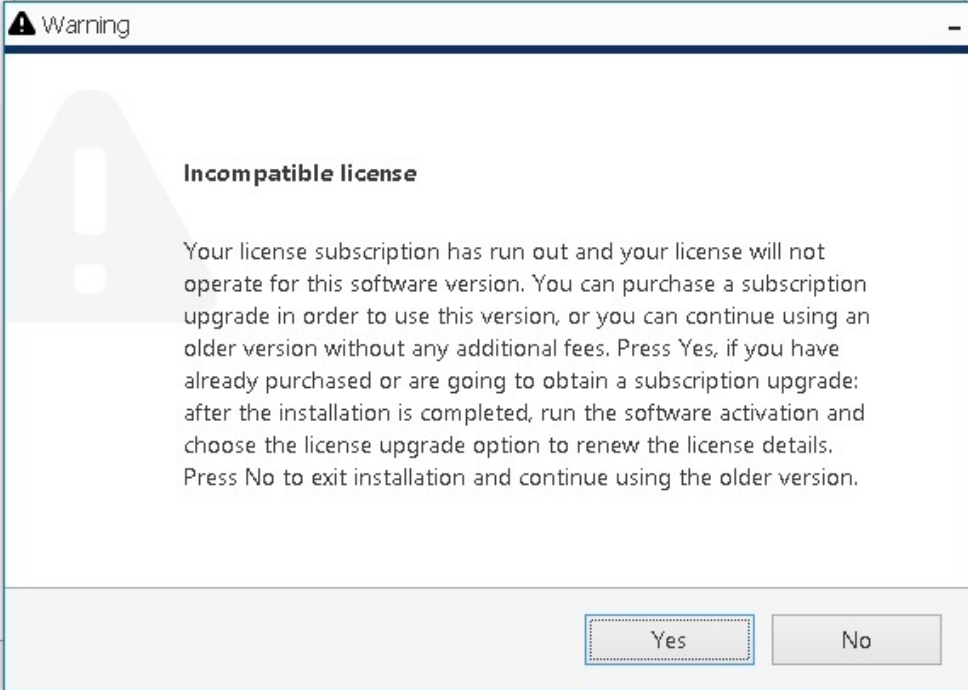 Warning
Incompatible license
Your license subscription has run out and your license will not
operate for this software version. You can purchase a subscription
upgrade in order to use this version, or you can continue using an
older version without any additional fees. Press Yes, if you have
already purchased or are going to obtain a subscription upgrade:
after the installation is completed, run the software activation and
choose the license upgrade option to renew the license details.
Press No to exit installation and continue using the older version.
Yes
No